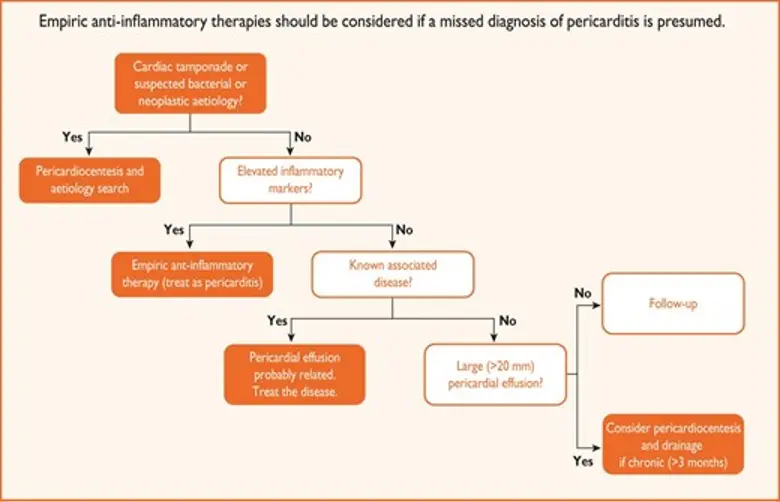 Empiric anti-inflammatory therapies should be considered if a missed diagnosis of pericarditis is presumed.
Cardiac tamponade or
suspected bacterial or
neoplastic aetiology?
Yes
No
Pericardiocentesis and
aetiology search
Elevated inflammatory
markers?
Yes
No
Empiric ant-inflammatory
therapy (treat as pericarditis)
Known associated
disease?
Yes
No
Pericardial effusion
probably related.
Treat the disease.
Large (>20 mm)
pericardial effusion?
No
Follow-up
Yes
Consider pericardiocentesis
and drainage
if chronic (>3 months)